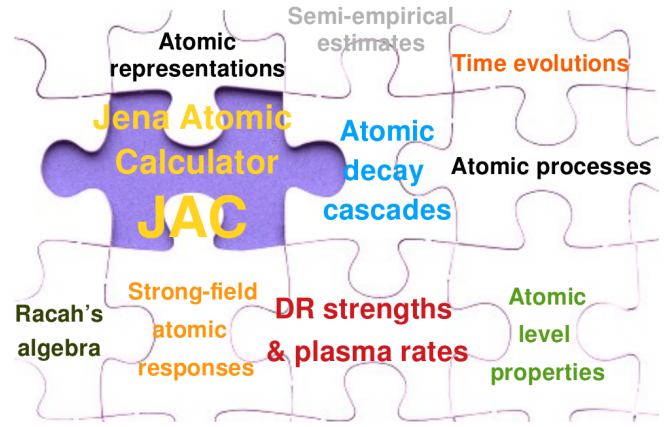 Semi-empirical
estimates
Atomic
representations
Time evolutions
Jena Atomic
Calculator
JAC
Atomic
decay
cascades
Atomic processes
Racah's
algebra
Strong-field
atomic
responses
DR strengths
& plasma rates
Atomic
level
properties